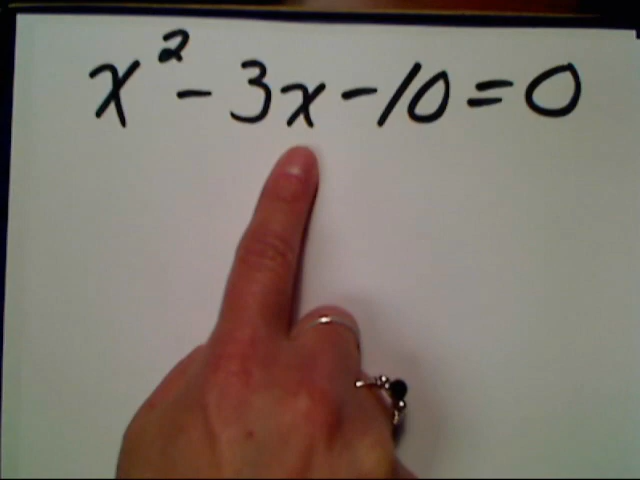 x² - 3x - 10 = 0